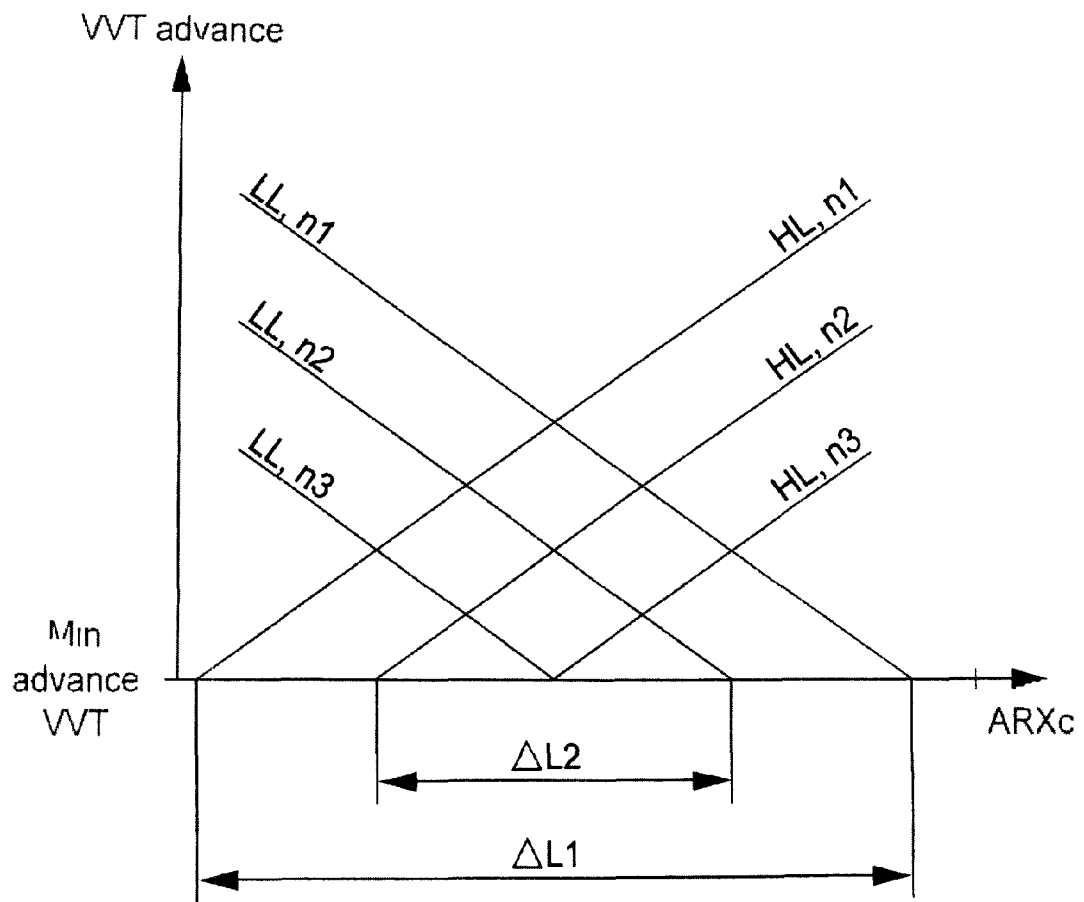 VVT advance
LL, n1
HL, n1
LL, n2
HL, n2
LL, n3
HL, n3
Min
advance
VVT
ARXc
△L2
△L1